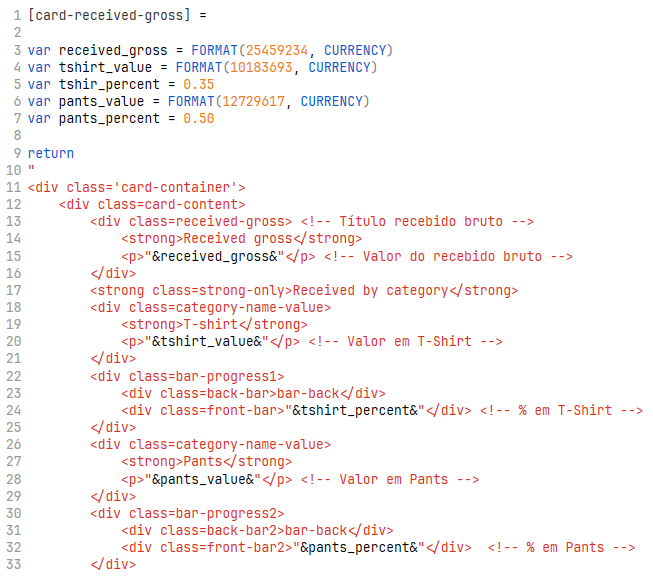 1 [card-received-gross] =
2
3 var received_gross = FORMAT(25459234, CURRENCY)
4 var tshirt_value = FORMAT(10183693, CURRENCY)
5 var tshir_percent = 0.35
6 var pants_value = FORMAT(12729617, CURRENCY)
7 var pants_percent = 0.50
8
9 return
10 "
11 <div class='card-container'>
12     <div class=card-content>
13         <div class=received-gross> <!-- Título recebido bruto -->
14             <strong>Received gross</strong>
15             <p>"&received_gross&"</p> <!-- Valor do recebido bruto -->
16         </div>
17         <strong class=strong-only>Received by category</strong>
18         <div class=category-name-value>
19             <strong>T-shirt</strong>
20             <p>"&tshirt_value&"</p> <!-- Valor em T-Shirt -->
21         </div>
22         <div class=bar-progress1>
23             <div class=back-bar>bar-back</div>
24             <div class=front-bar>"&tshirt_percent&"</div> <!-- % em T-Shirt -->
25         </div>
26         <div class=category-name-value>
27             <strong>Pants</strong>
28             <p>"&pants_value&"</p> <!-- Valor em Pants -->
29         </div>
30         <div class=bar-progress2>
31             <div class=back-bar2>bar-back</div>
32             <div class=front-bar2>"&pants_percent&"</div>  <!-- % em Pants -->
33         </div>